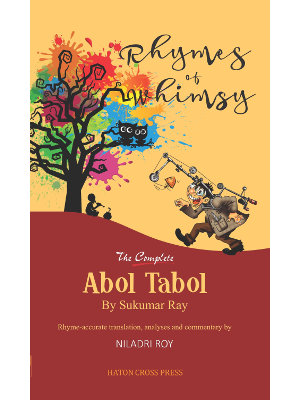 Rhymes
of
Whimsy
The Complete
Abol Tabol
By Sukumar Ray
Rhyme-accurate translation, analyses and commentary by
NILADRI ROY
HATON CROSS PRESS